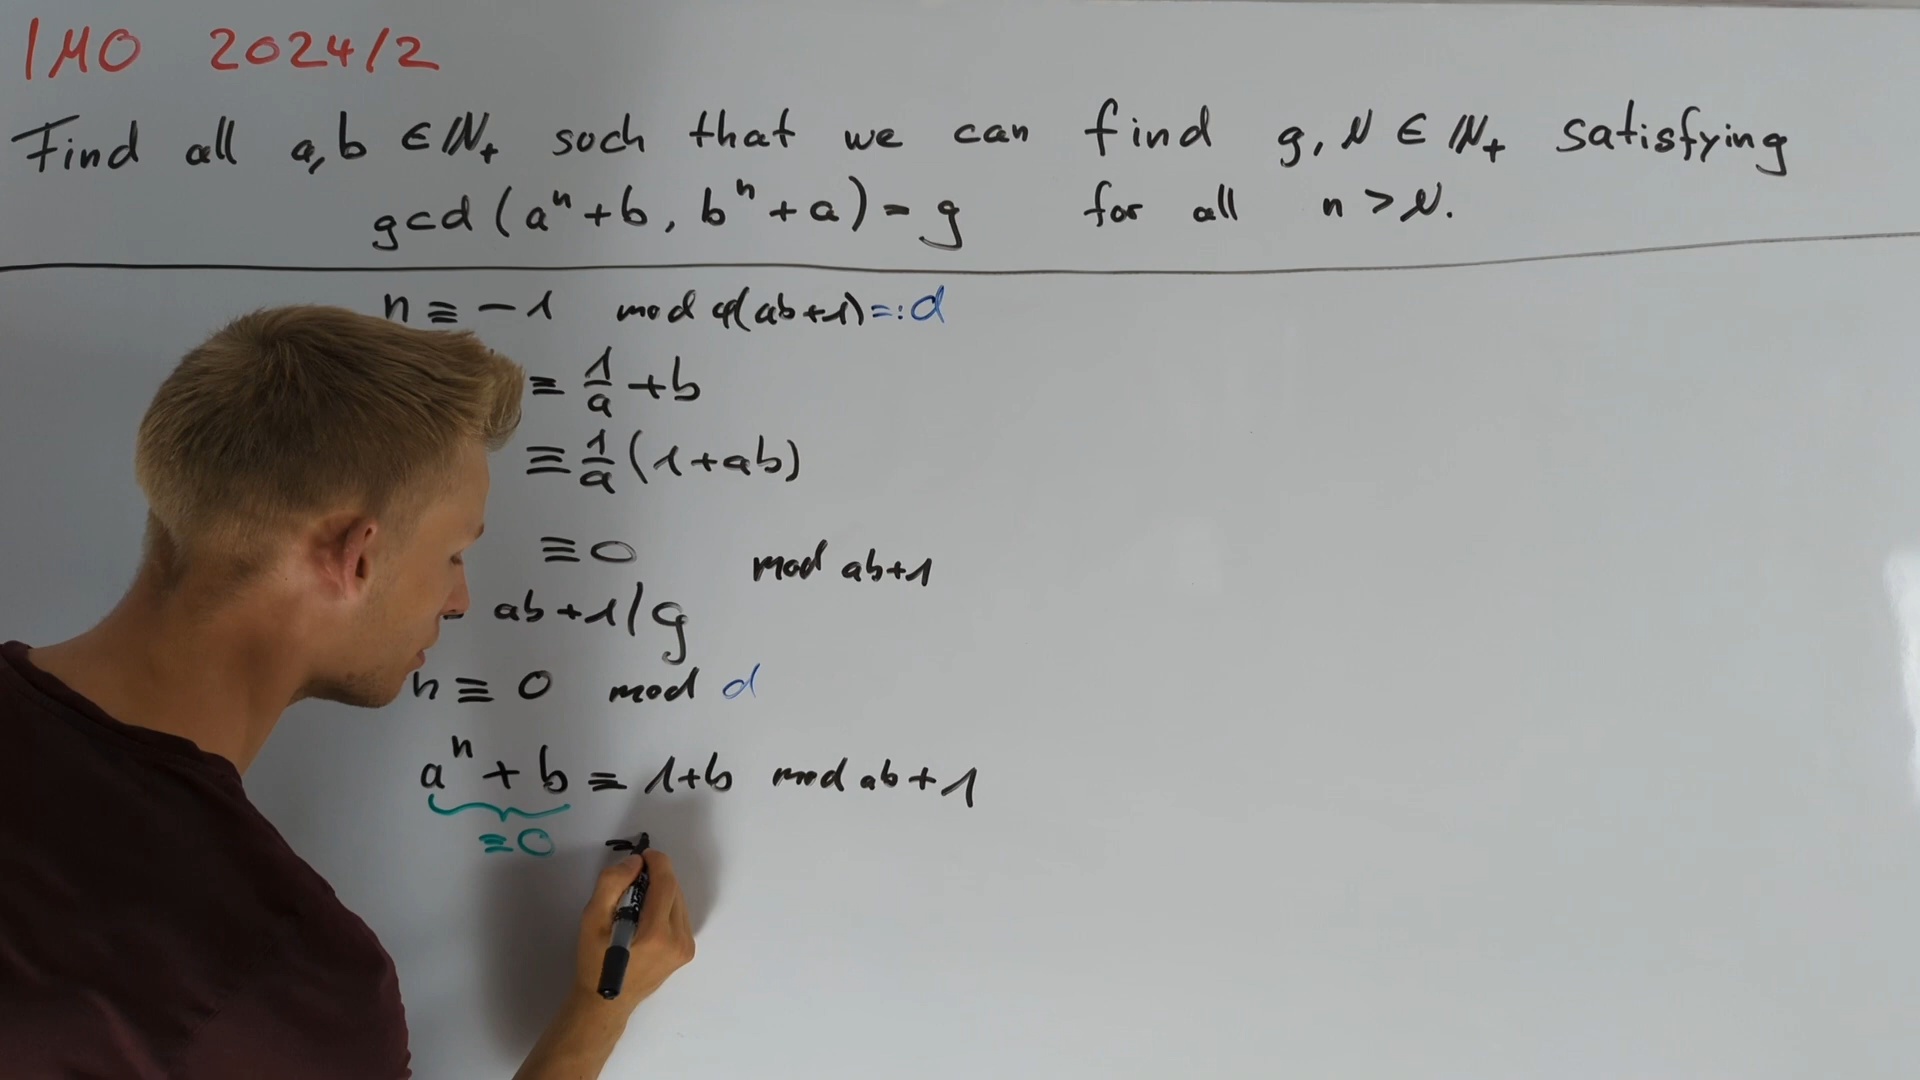 IMO 2024/2
Find all a,b ∈ ℕ₊ such that we can find g, N ∈ ℕ₊ satisfying
gcd(aⁿ+b, bⁿ+a) = g for all n > N.
n ≡ -1 mod φ(ab+1) =: d
≡ 1/a + b
≡ 1/a (1+ab)
≡ 0 mod ab+1
ab+1 | g
n ≡ 0 mod d
aⁿ + b ≡ 1+b mod ab+1
≡ 0